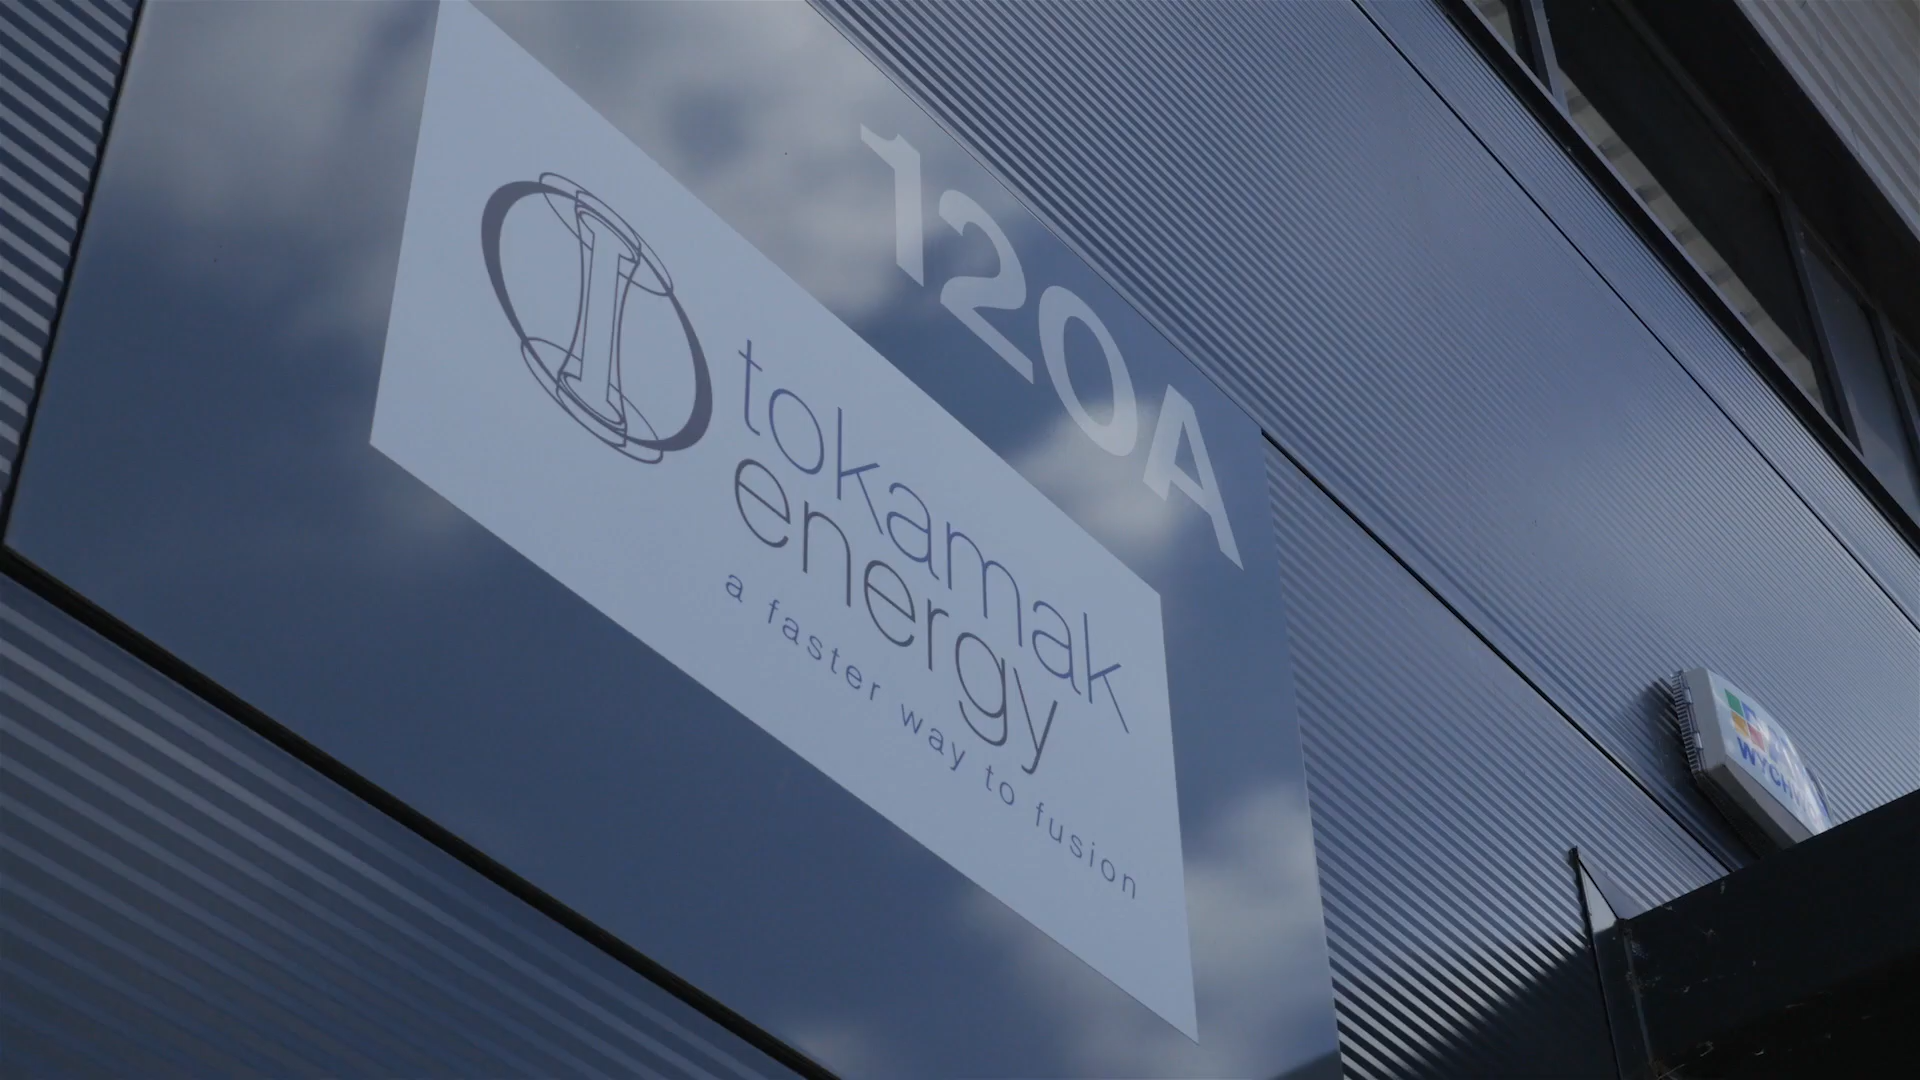 120A
tokamak
energy
a faster way to fusion